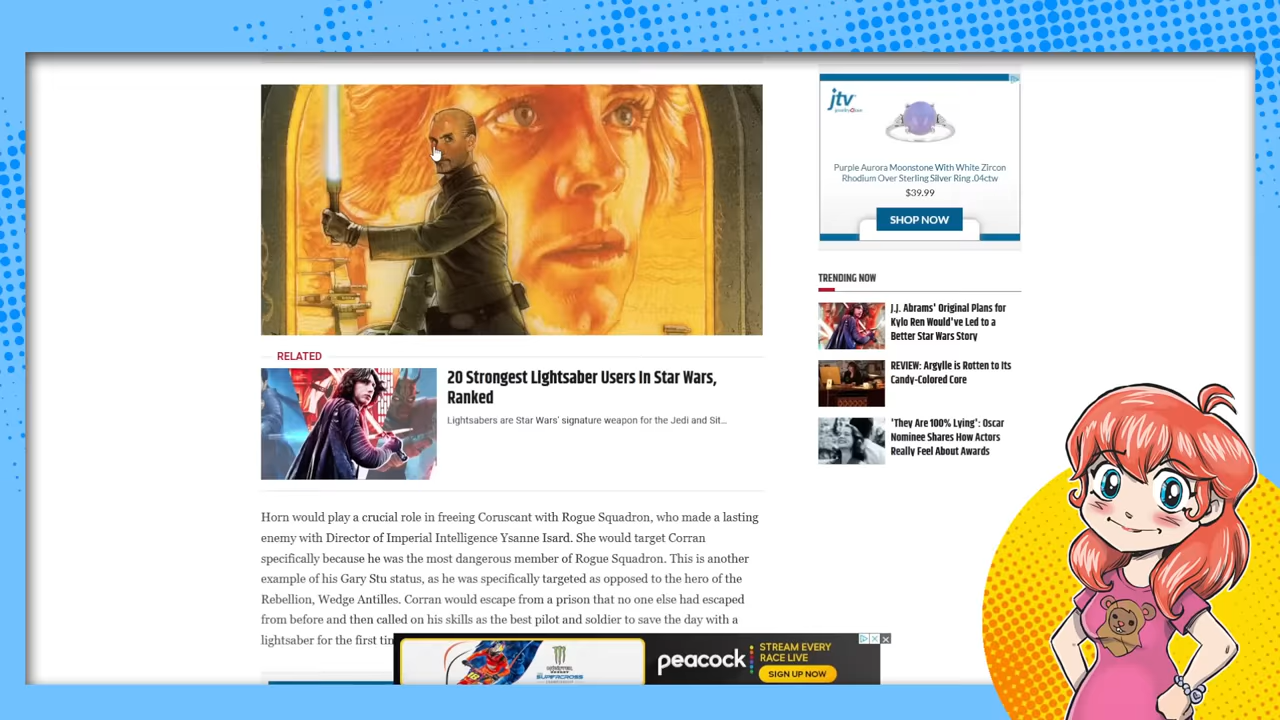 RELATED
20 Strongest Lightsaber Users In Star Wars,
Ranked
Lightsabers are Star Wars' signature weapon for the Jedi and Sit...
Horn would play a crucial role in freeing Coruscant with Rogue Squadron, who made a lasting
enemy with Director of Imperial Intelligence Ysanne Isard. She would target Corran
specifically because he was the most dangerous member of Rogue Squadron. This is another
example of his Gary Stu status, as he was specifically targeted as opposed to the hero of the
Rebellion, Wedge Antilles. Corran would escape from a prison that no one else had escaped
from before and then called on his skills as the best pilot and soldier to save the day with a
lightsaber for the first
SUPERCROSS
peacock
STREAM EVERY
RACE LIVE
SIGN UP NOW
jtv
Purple Aurora Moonstone With White Zircon
Rhodium Over Sterling Silver Ring .04ctw
$39.99
SHOP NOW
TRENDING NOW
J.J. Abrams' Original Plans for
Kylo Ren Would've Led to a
Better Star Wars Story
REVIEW: Argylle is Rotten to Its
Candy-Colored Core
'They Are 100% Lying': Oscar
Nominee Shares How Actors
Really Feel About Awards